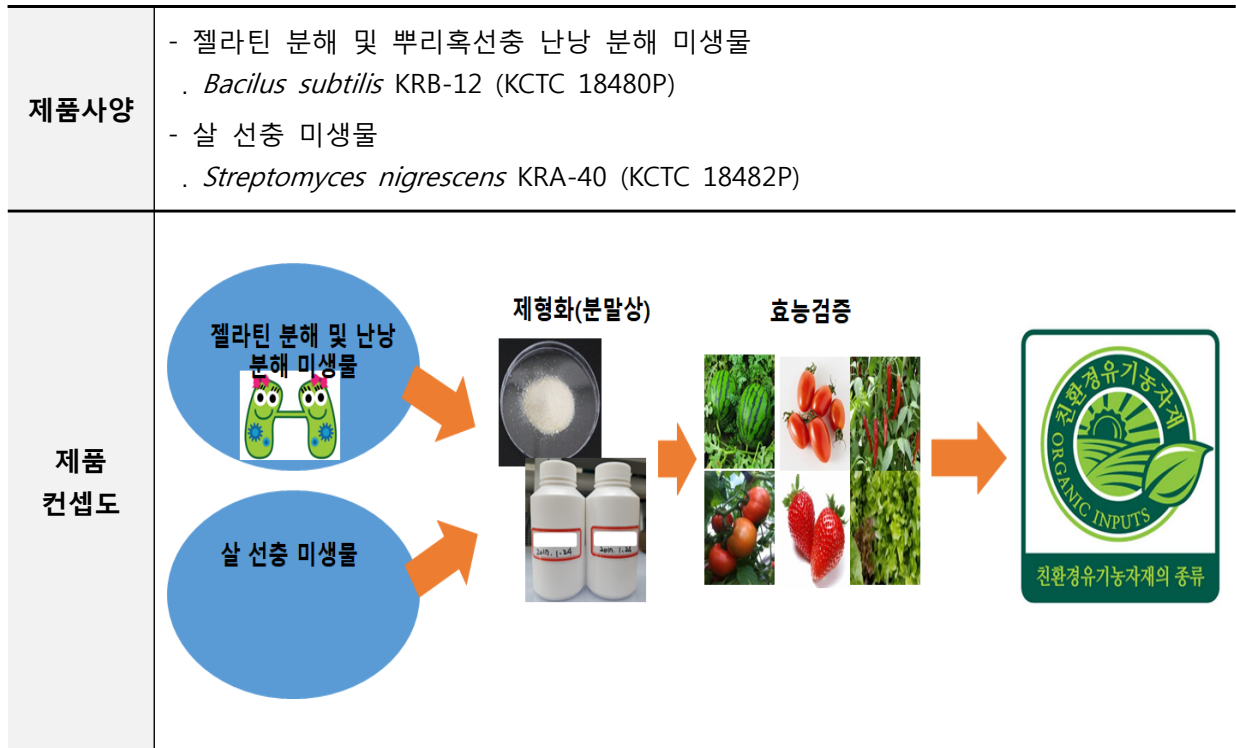 제품사양
- 젤라틴 분해 및 뿌리혹선충 난낭 분해 미생물
. Bacilus subtilis KRB-12 (KCTC 18480P)
- 살 선충 미생물
. Streptomyces nigrescens KRA-40 (KCTC 18482P)
제품
컨셉도
젤라틴 분해 및 난낭
분해 미생물
살 선충 미생물
제형화(분말상)
효능검증
친환경유기농자재
ORGANIC INPUTS
친환경유기농자재의 종류